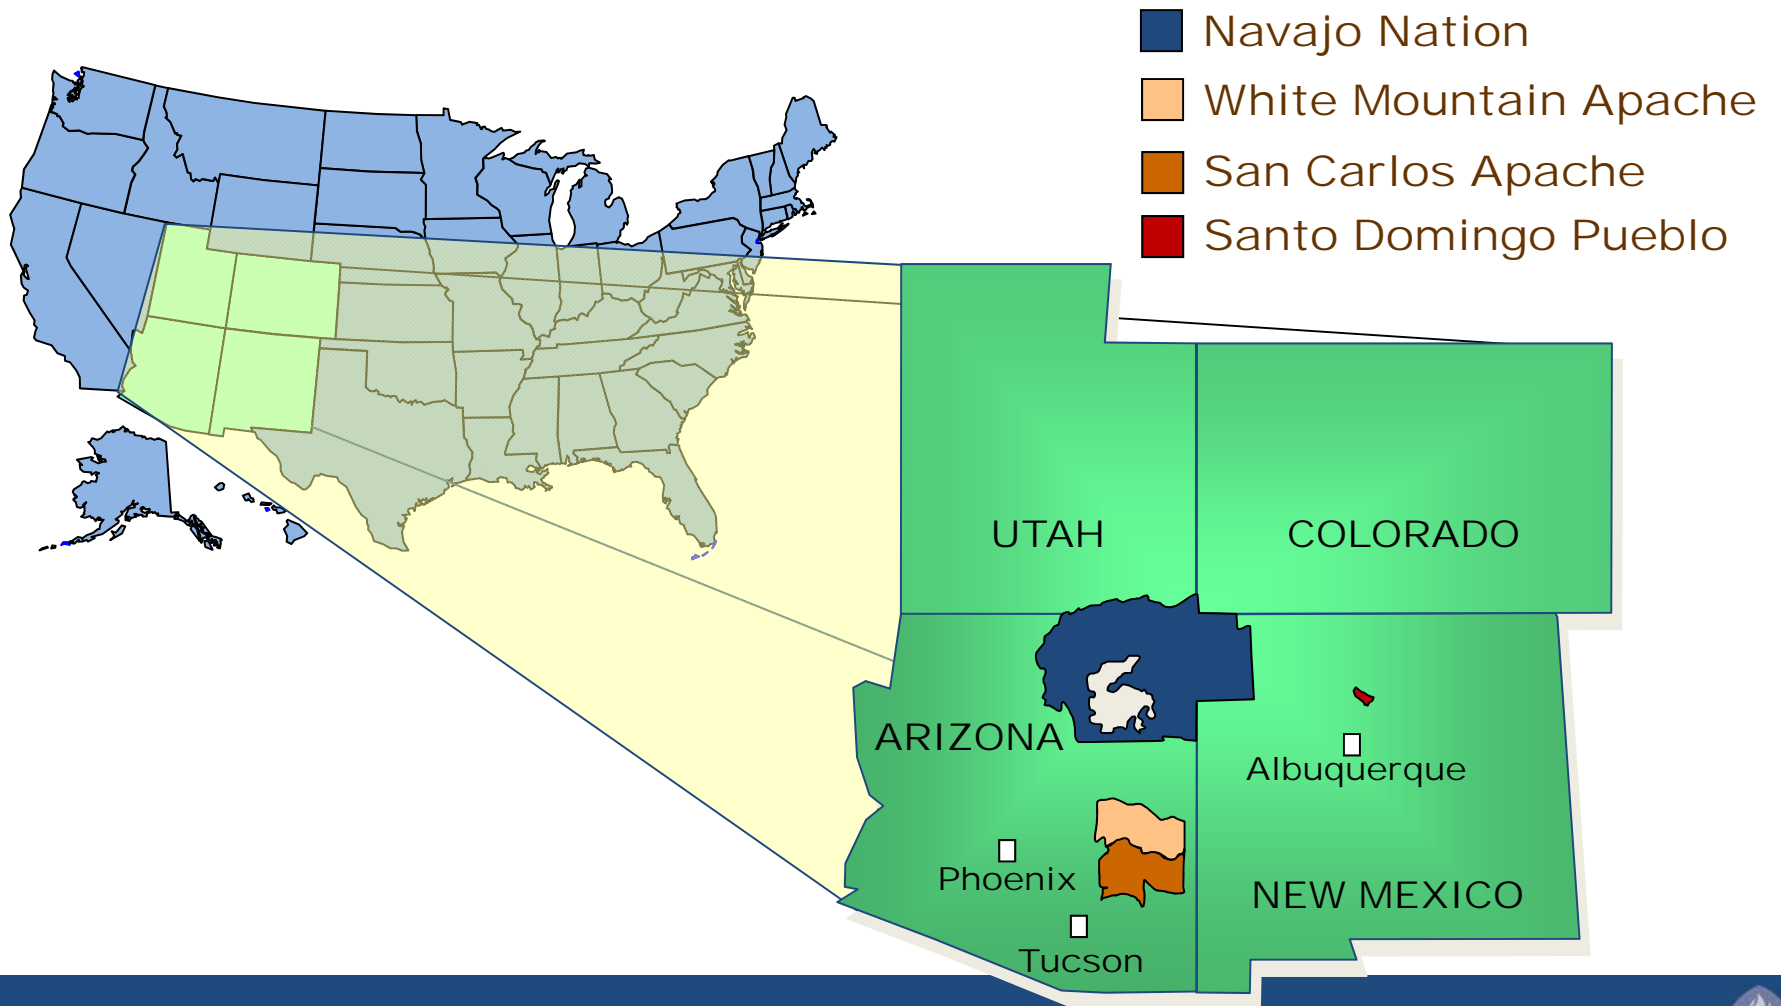 Navajo Nation
White Mountain Apache
San Carlos Apache
Santo Domingo Pueblo
UTAH
COLORADO
ARIZONA
Albuquerque
Phoenix
NEW MEXICO
Tucson